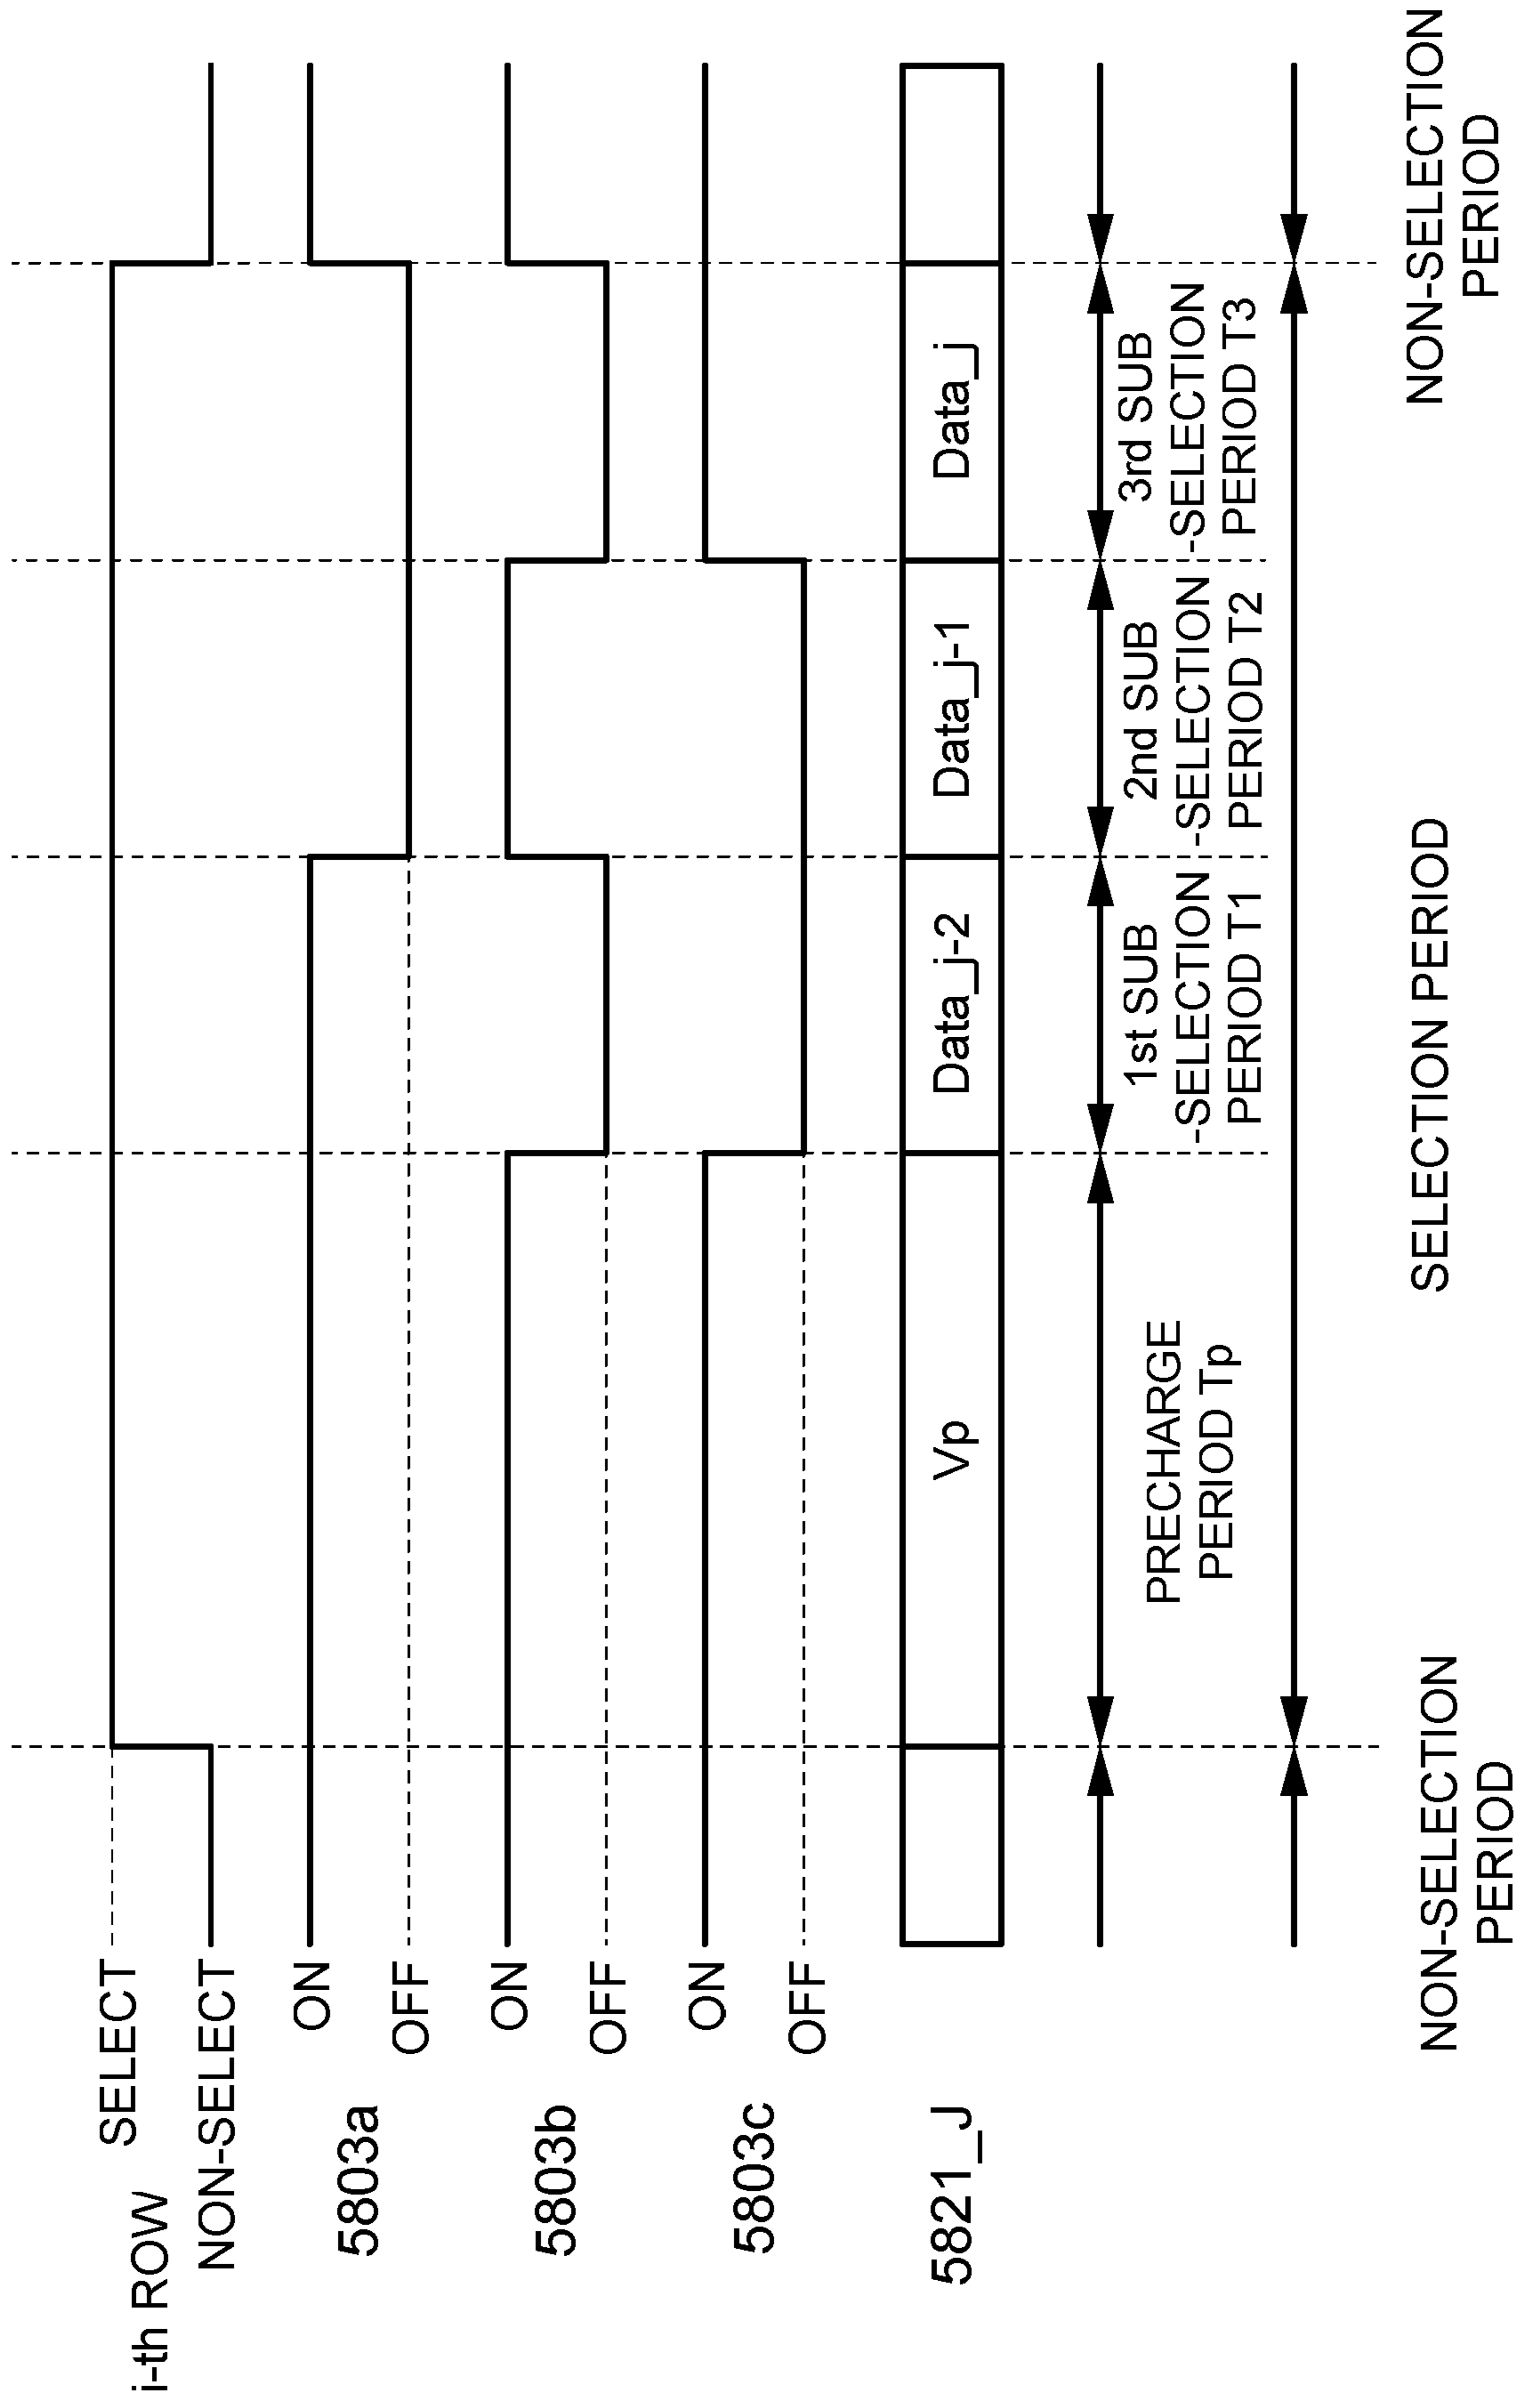 i-th ROW
SELECT
NON-SELECT
5803a
ON
OFF
5803b
ON
OFF
5803c
ON
OFF
5821_J
Vp
Data_j-2
Data_j-1
Data_j
PRECHARGE
PERIOD Tp
1st SUB
-SELECTION
PERIOD T1
2nd SUB
-SELECTION
PERIOD T2
3rd SUB
-SELECTION
PERIOD T3
NON-SELECTION
PERIOD
SELECTION PERIOD
NON-SELECTION
PERIOD